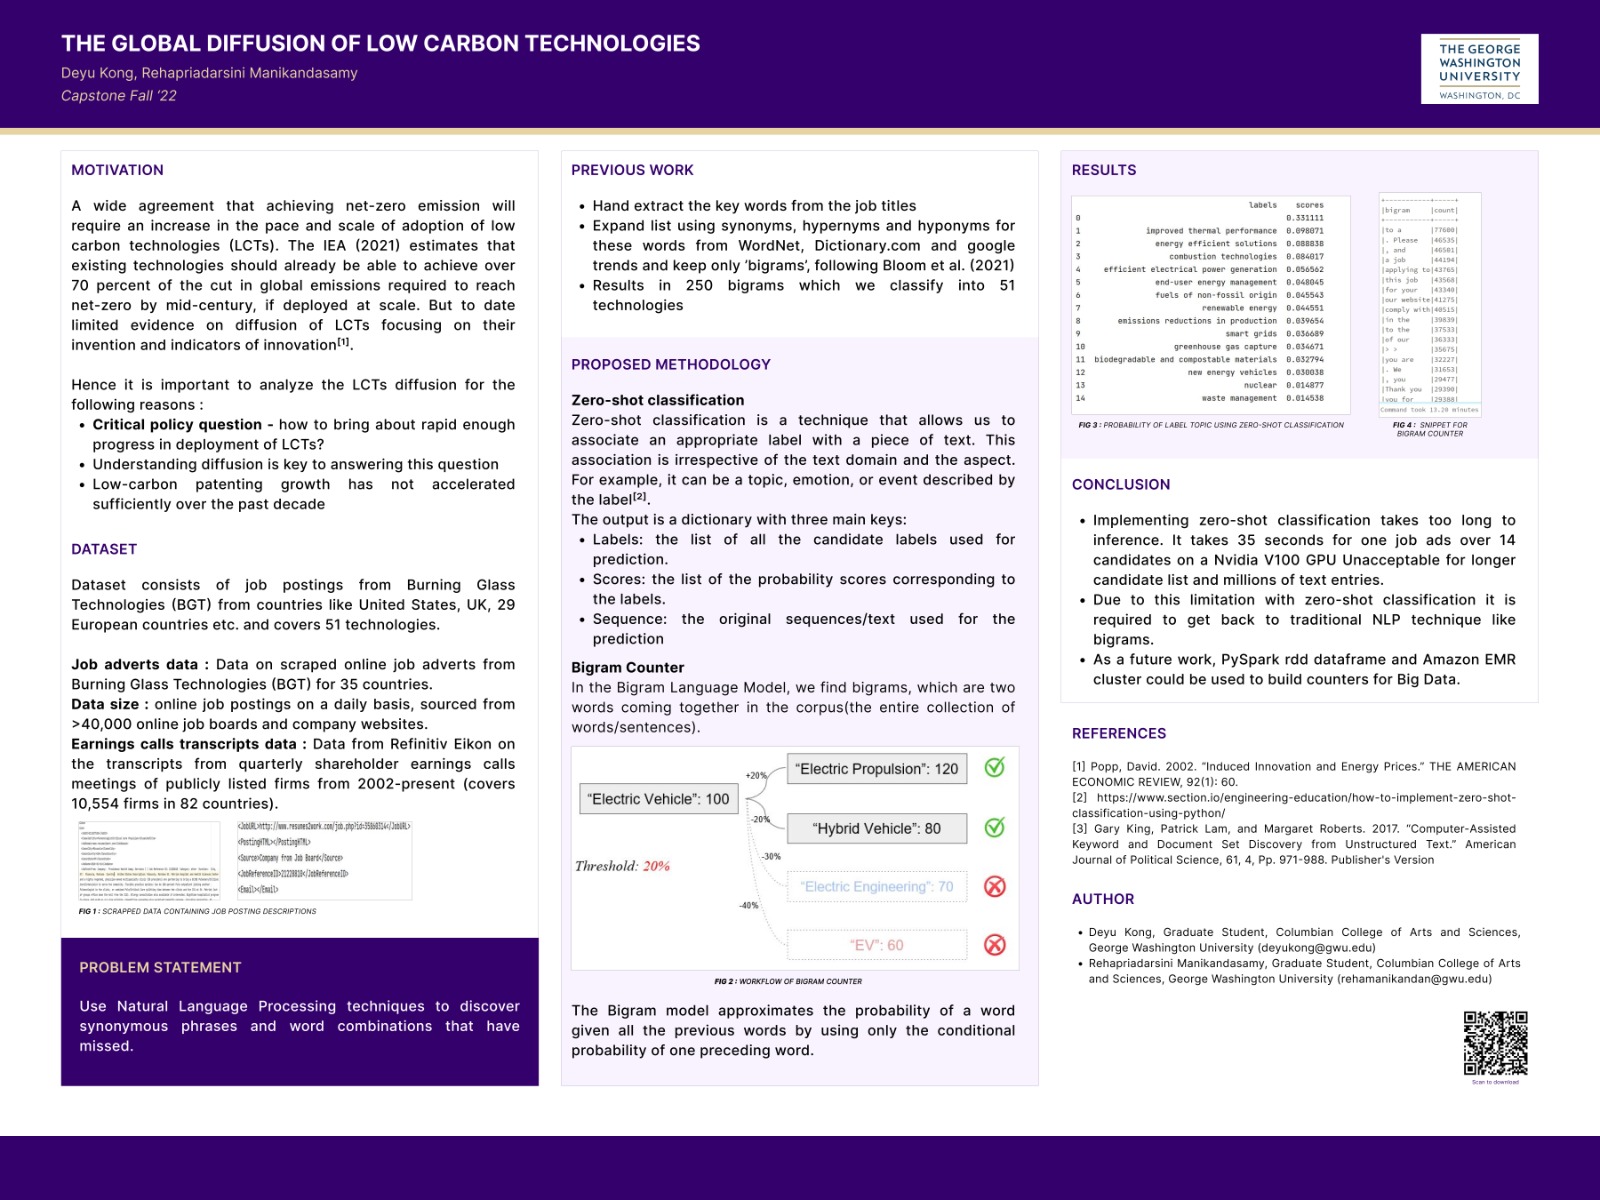 THE GLOBAL DIFFUSION OF LOW CARBON TECHNOLOGIES
Deyu Kong, Rehapriadarsini Manikandasamy
Capstone Fall '22
THE GEORGE
WASHINGTON
UNIVERSITY
WASHINGTON, DC
MOTIVATION
A wide agreement that achieving net-zero emission will
require an increase in the pace and scale of adoption of low
carbon technologies (LCTs). The IEA (2021) estimates that
existing technologies should already be able to achieve over
70 percent of the cut in global emissions required to reach
net-zero by mid-century, if deployed at scale. But to date
limited evidence on diffusion of LCTs focusing on their
invention and indicators of innovation[1].
Hence it is important to analyze the LCTs diffusion for the
following reasons :
• Critical policy question - how to bring about rapid enough
progress in deployment of LCTs?
• Understanding diffusion is key to answering this question
• Low-carbon patenting growth has not accelerated
sufficiently over the past decade
DATASET
Dataset consists of job postings from Burning Glass
Technologies (BGT) from countries like United States, UK, 29
European countries etc. and covers 51 technologies.
Job adverts data : Data on scraped online job adverts from
Burning Glass Technologies (BGT) for 35 countries.
Data size : online job postings on a daily basis, sourced from
>40,000 online job boards and company websites.
Earnings calls transcripts data : Data from Refinitiv Eikon on
the transcripts from quarterly shareholder earnings calls
meetings of publicly listed firms from 2002-present (covers
10,554 firms in 82 countries).
<JobURL>http://www.resumes2work.com/job.php?id=35860314</JobURL>
<PostingHTML></PostingHTML>
<Source>Company from Job Board</Source>
<JobReferenceID>21228810</JobReferenceID>
<Email></Email>
FIG 1 : SCRAPPED DATA CONTAINING JOB POSTING DESCRIPTIONS
PROBLEM STATEMENT
Use Natural Language Processing techniques to discover
synonymous phrases and word combinations that have
missed.
PREVIOUS WORK
• Hand extract the key words from the job titles
• Expand list using synonyms, hypernyms and hyponyms for
these words from WordNet, Dictionary.com and google
trends and keep only 'bigrams', following Bloom et al. (2021)
• Results in 250 bigrams which we classify into 51
technologies
PROPOSED METHODOLOGY
Zero-shot classification
Zero-shot classification is a technique that allows us to
associate an appropriate label with a piece of text. This
association is irrespective of the text domain and the aspect.
For example, it can be a topic, emotion, or event described by
the label[2].
The output is a dictionary with three main keys:
• Labels: the list of all the candidate labels used for
prediction.
• Scores: the list of the probability scores corresponding to
the labels.
• Sequence: the original sequences/text used for the
prediction
Bigram Counter
In the Bigram Language Model, we find bigrams, which are two
words coming together in the corpus(the entire collection of
words/sentences).
"Electric Vehicle": 100
+20%
"Electric Propulsion": 120
-20%
"Hybrid Vehicle": 80
Threshold: 20%
-30%
"Electric Engineering": 70
-40%
"EV": 60
FIG 2 : WORKFLOW OF BIGRAM COUNTER
The Bigram model approximates the probability of a word
given all the previous words by using only the conditional
probability of one preceding word.
RESULTS
labels scores
0 0.331111
1 improved thermal performance 0.098071
2 energy efficient solutions 0.088838
3 combustion technologies 0.084017
4 efficient electrical power generation 0.056562
5 end-user energy management 0.048045
6 fuels of non-fossil origin 0.045543
7 renewable energy 0.044551
8 emissions reductions in production 0.039654
9 smart grids 0.036689
10 greenhouse gas capture 0.034671
11 biodegradable and compostable materials 0.032794
12 new energy vehicles 0.030038
13 nuclear 0.014877
14 waste management 0.014538
FIG 3 : PROBABILITY OF LABEL TOPIC USING ZERO-SHOT CLASSIFICATION
|bigram |count|
|to a |77600|
|. Please |46535|
|, and |46501|
|a job |44194|
|applying to|43765|
|this job |43568|
|for your |43340|
|our website|41275|
|comply with|40515|
|in the |39839|
|to the |37533|
|of our |36333|
|> > |35675|
|you are |32227|
|. We |31653|
|, you |29477|
|Thank you |29390|
|you for |29388|
Command took 13.20 minutes
FIG 4 : SNIPPET FOR
BIGRAM COUNTER
CONCLUSION
• Implementing zero-shot classification takes too long to
inference. It takes 35 seconds for one job ads over 14
candidates on a Nvidia V100 GPU Unacceptable for longer
candidate list and millions of text entries.
• Due to this limitation with zero-shot classification it is
required to get back to traditional NLP technique like
bigrams.
• As a future work, PySpark rdd dataframe and Amazon EMR
cluster could be used to build counters for Big Data.
REFERENCES
[1] Popp, David. 2002. "Induced Innovation and Energy Prices." THE AMERICAN
ECONOMIC REVIEW, 92(1): 60.
[2] https://www.section.io/engineering-education/how-to-implement-zero-shot-
classification-using-python/
[3] Gary King, Patrick Lam, and Margaret Roberts. 2017. "Computer-Assisted
Keyword and Document Set Discovery from Unstructured Text." American
Journal of Political Science, 61, 4, Pp. 971-988. Publisher's Version
AUTHOR
• Deyu Kong, Graduate Student, Columbian College of Arts and Sciences,
George Washington University (deyukong@gwu.edu)
• Rehapriadarsini Manikandasamy, Graduate Student, Columbian College of Arts
and Sciences, George Washington University (rehamanikandan@gwu.edu)
Scan to download